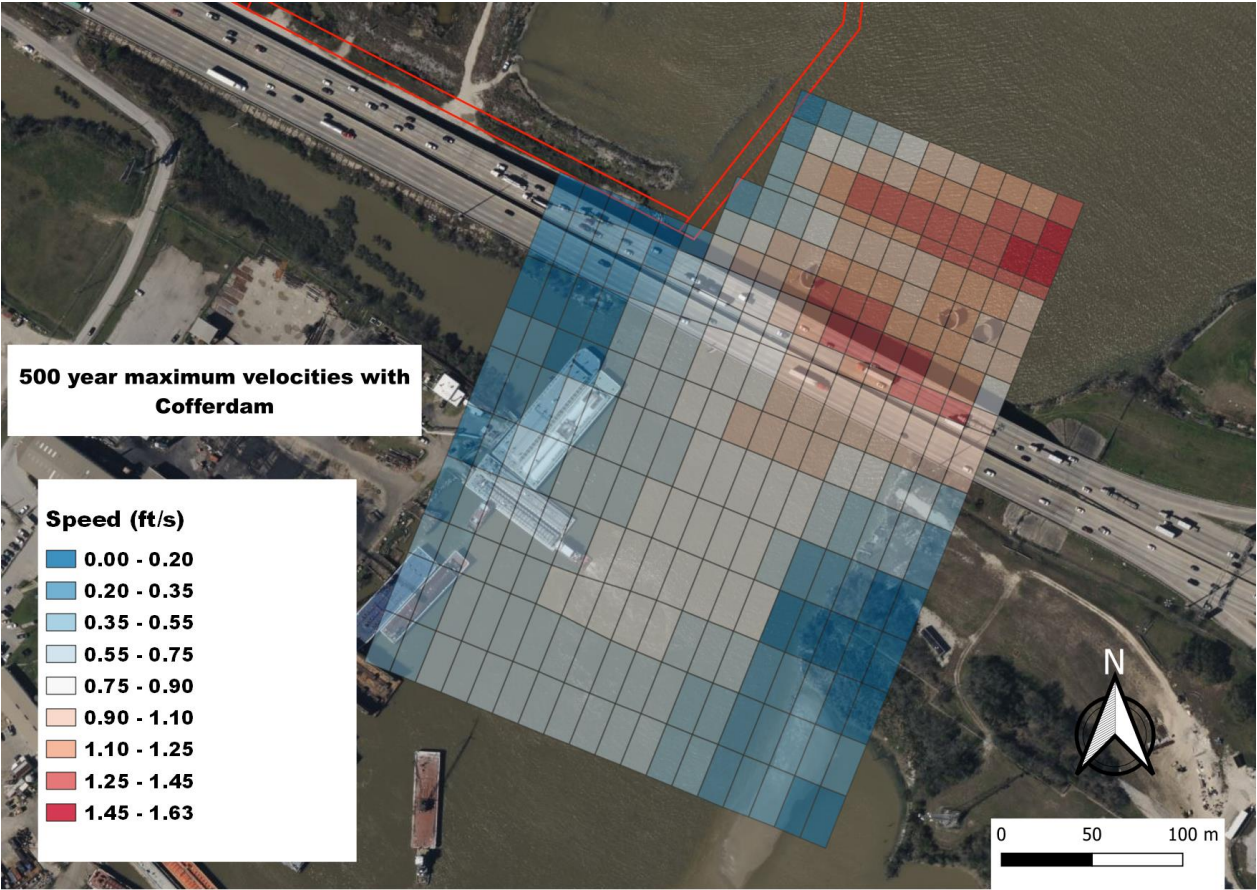 500 year maximum velocities with
Cofferdam
Speed (ft/s)
0.00 - 0.20
0.20 - 0.35
0.35 - 0.55
0.55 - 0.75
0.75 - 0.90
0.90 - 1.10
1.10 - 1.25
1.25 - 1.45
1.45 - 1.63
N
0 50 100 m